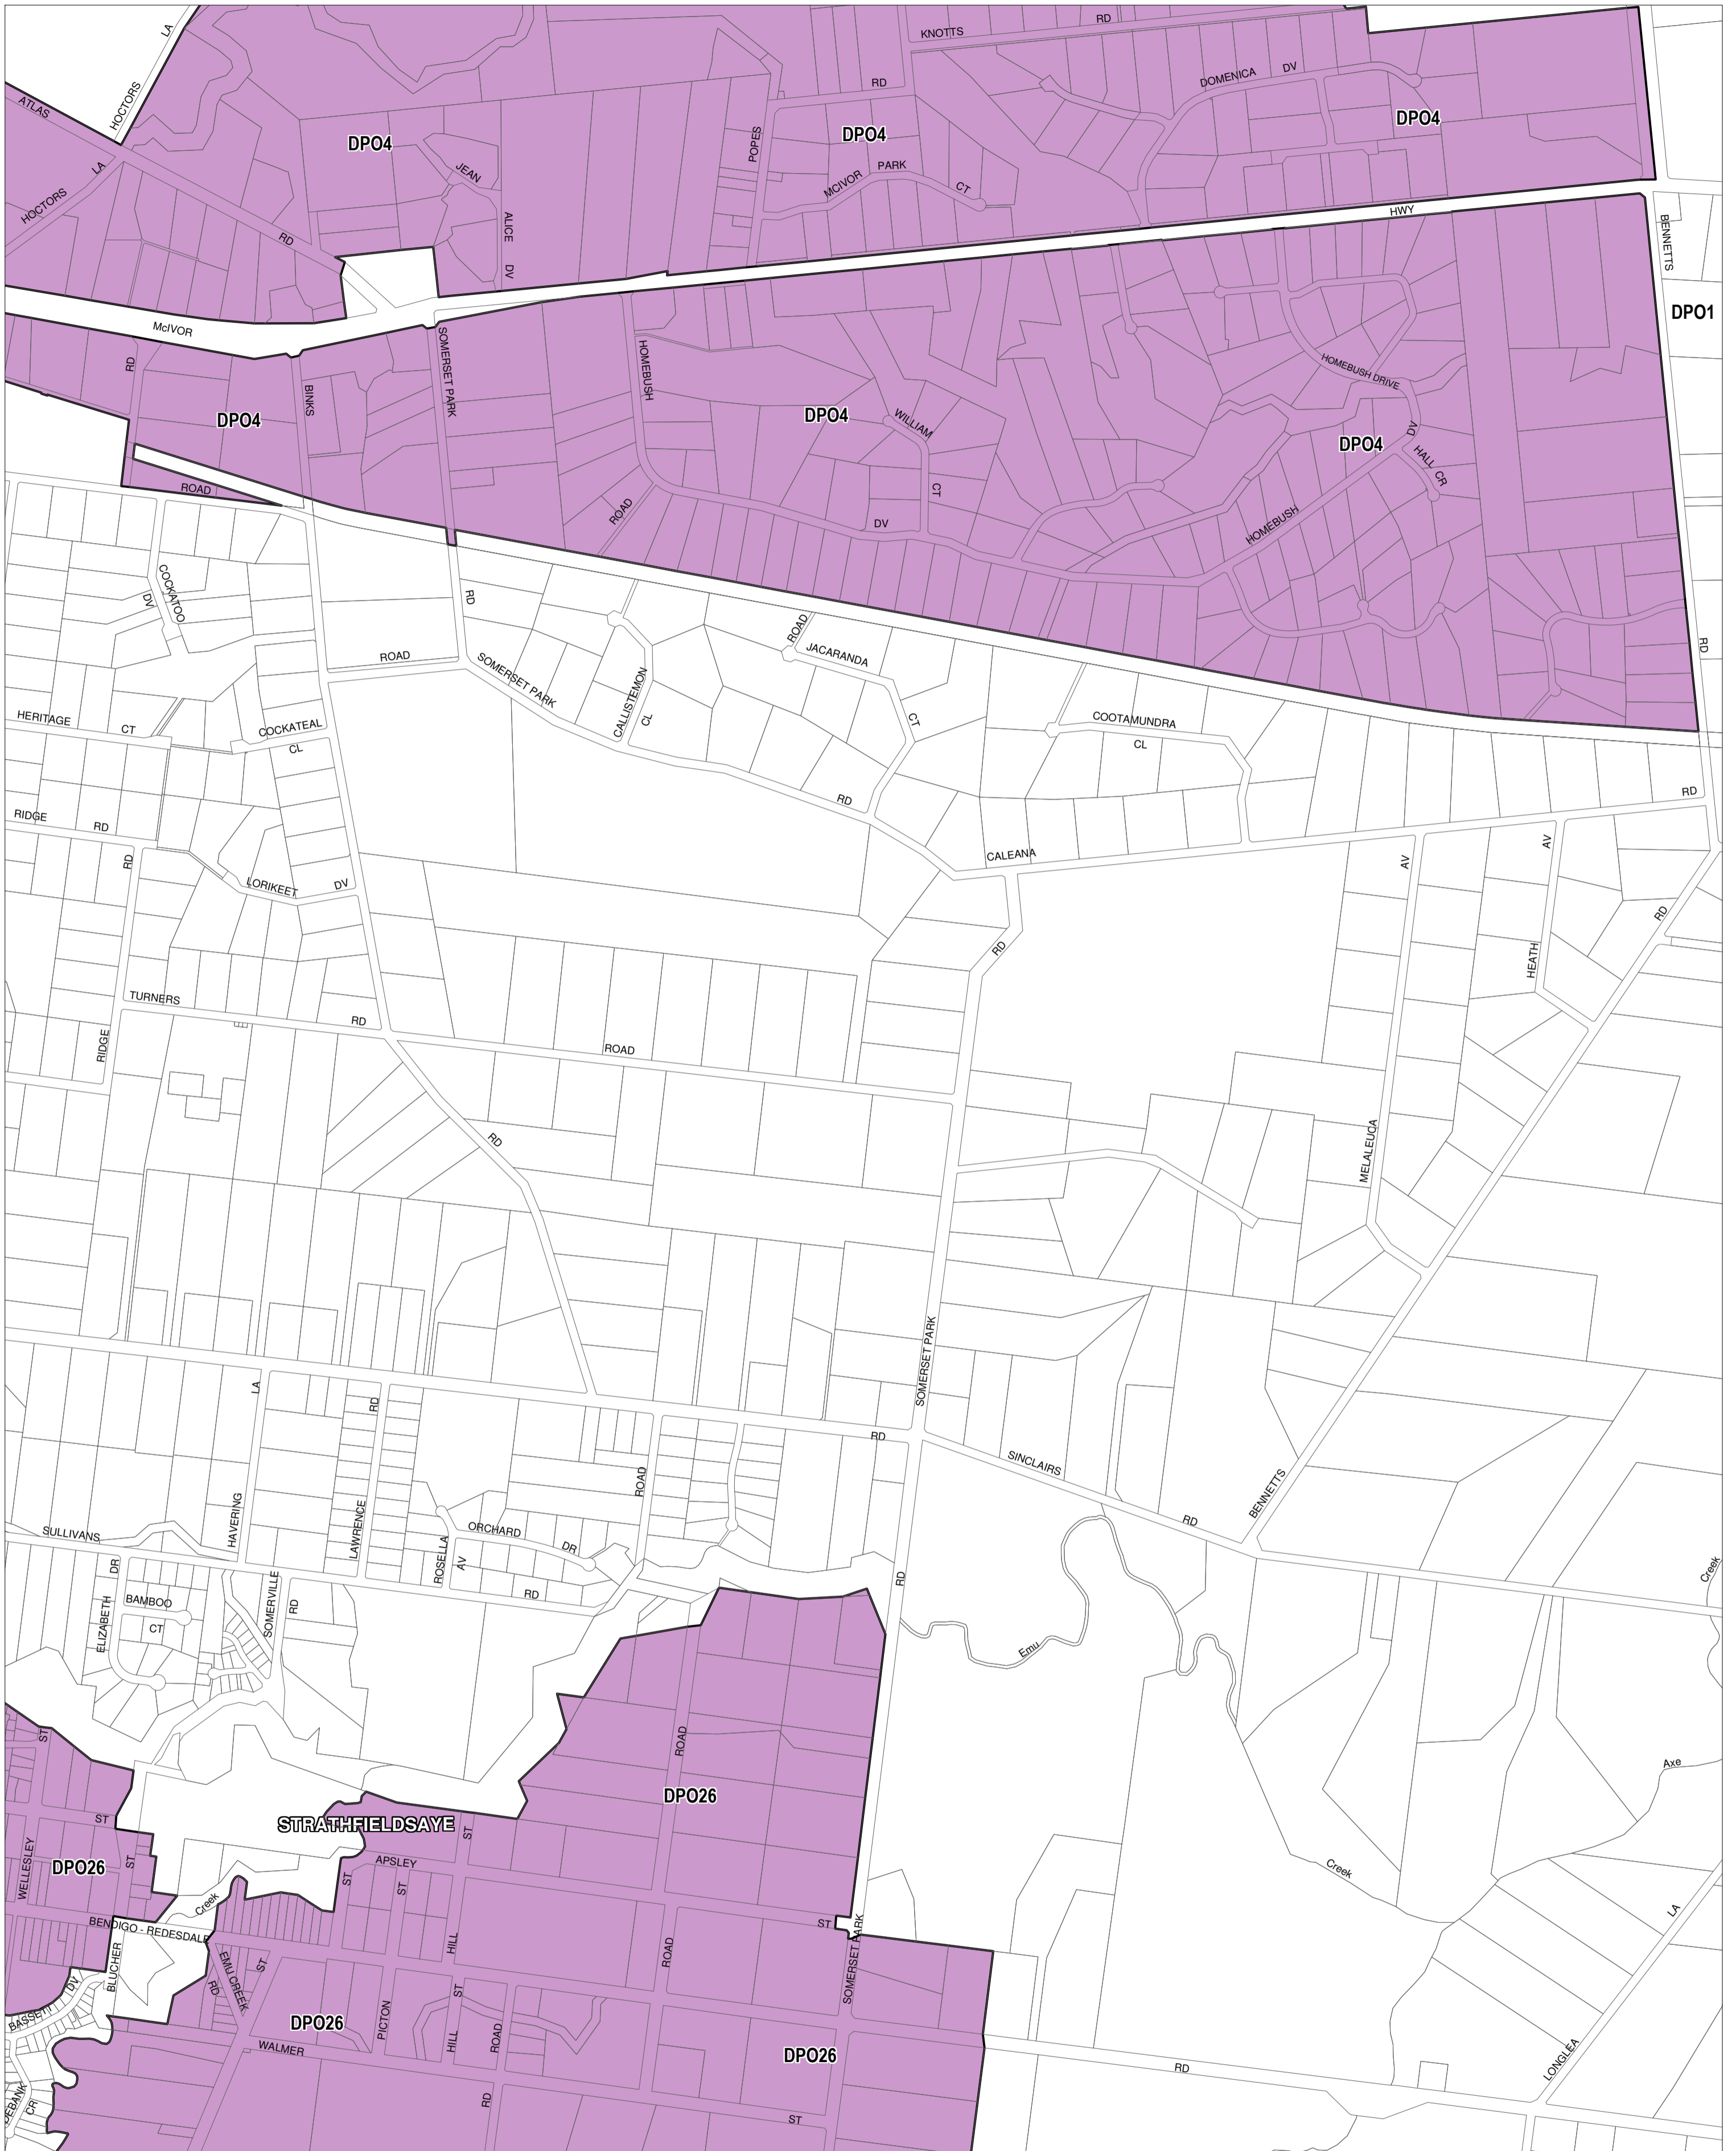 LA
KNOTTS
RD
HOCTORS
ATLAS
RD
DOMENICA
DV
DPO4
DPO4
DPO4
POPES
LA
HOCTORS
JEAN
PARK
MCIVOR
CT
RD
ALICE
DV
HWY
BENNETTS
DPO1
McIVOR
RD
BINKS
SOMERSET PARK
HOMEBUSH
HOMEBUSH DRIVE
DPO4
DPO4
WILLIAM
DPO4
DV
HALL
CR
ROAD
ROAD
CT
DV
HOMEBUSH
COCKATOO
DV
RD
ROAD
SOMERSET PARK
CALLISTEMON
CL
ROAD
JACARANDA
CT
RD
HERITAGE
CT
COCKATEAL
CL
COOTAMUNDRA
CL
RD
RIDGE
RD
RD
RD
CALEANA
AV
AV
LORIKEET
DV
RD
RD
HEATH
TURNERS
RD
RIDGE
ROAD
RD
MELALEUCA
SOMERSET PARK
LA
RD
RD
SINCLAIRS
ROAD
BENNETTS
RD
HAVERING
LAWRENCE
SULLIVANS
ORCHARD
DR
ROSELLA
AV
DR
RD
RD
Creek
ELIZABETH
BAMBOO
CT
SOMERVILLE
RD
Emu
ST
ROAD
Axe
DPO26
STRATHFIELDSAYE
ST
ST
WELLESLEY
DPO26
ST
APSLEY
ST
ST
Creek
Creek
BENDIGO - REDESDALE
ST
SOMERSET PARK
LA
BLUCHER
EMU CREEK
RD
ST
HILL
ROAD
DV
BASSETT
DPO26
PICTON
ST
HILL
ROAD
WALMER
DPO26
RD
LONGLEA
CR
RD
ST